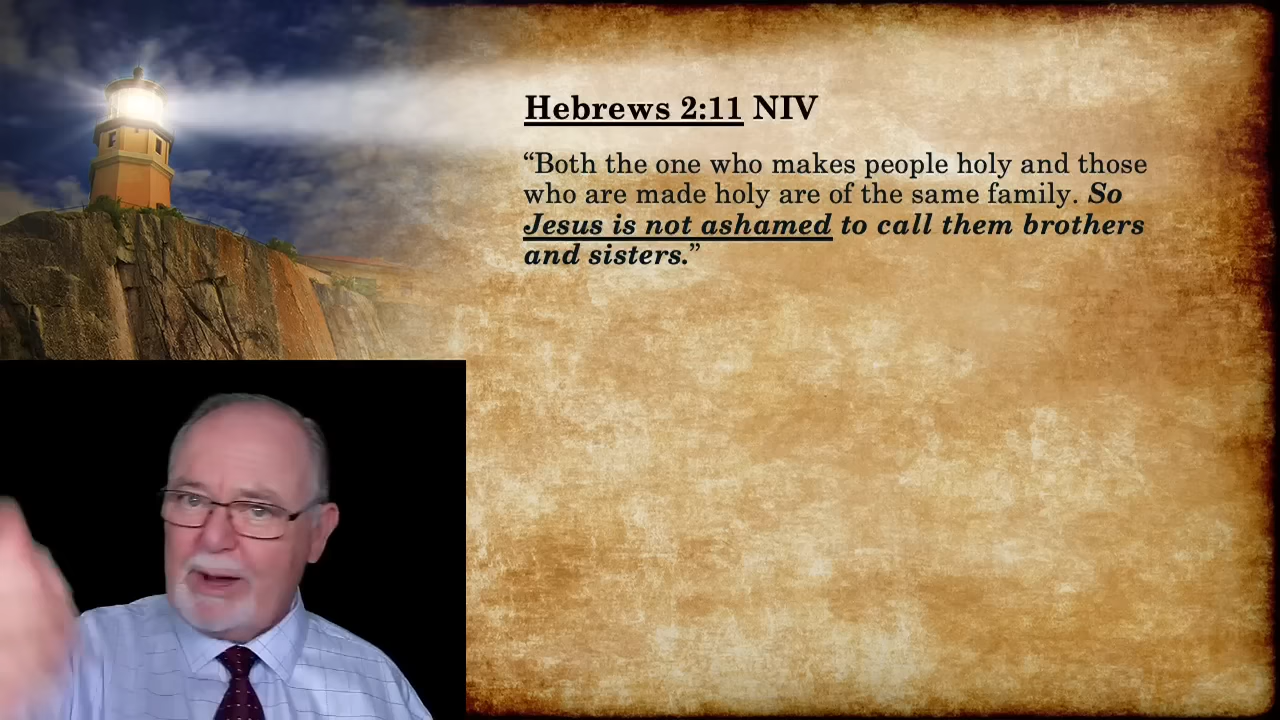 Hebrews 2:11 NIV
“Both the one who makes people holy and those
who are made holy are of the same family. So
Jesus is not ashamed to call them brothers
and sisters.”